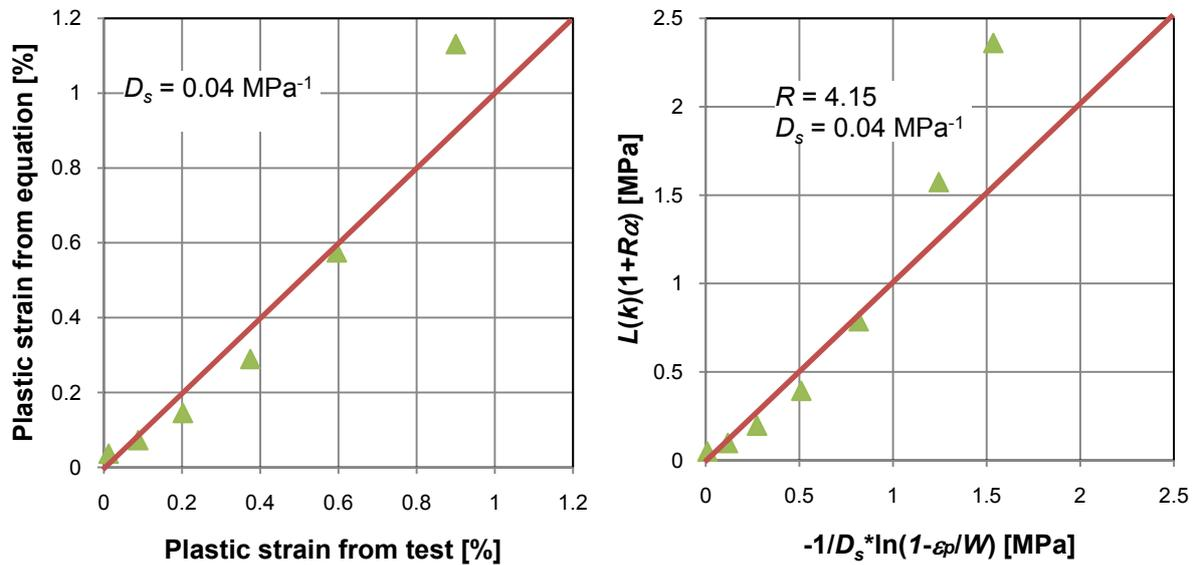 Plastic strain from equation [%]
1.2
1
0.8
0.6
0.4
0.2
0
D_s = 0.04 MPa⁻¹
0 0.2 0.4 0.6 0.8 1 1.2
Plastic strain from test [%]
L(k)(1+Rα) [MPa]
2.5
2
1.5
1
0.5
0
R = 4.15
D_s = 0.04 MPa⁻¹
0 0.5 1 1.5 2 2.5
-1/D_s*ln(1-εp/W) [MPa]